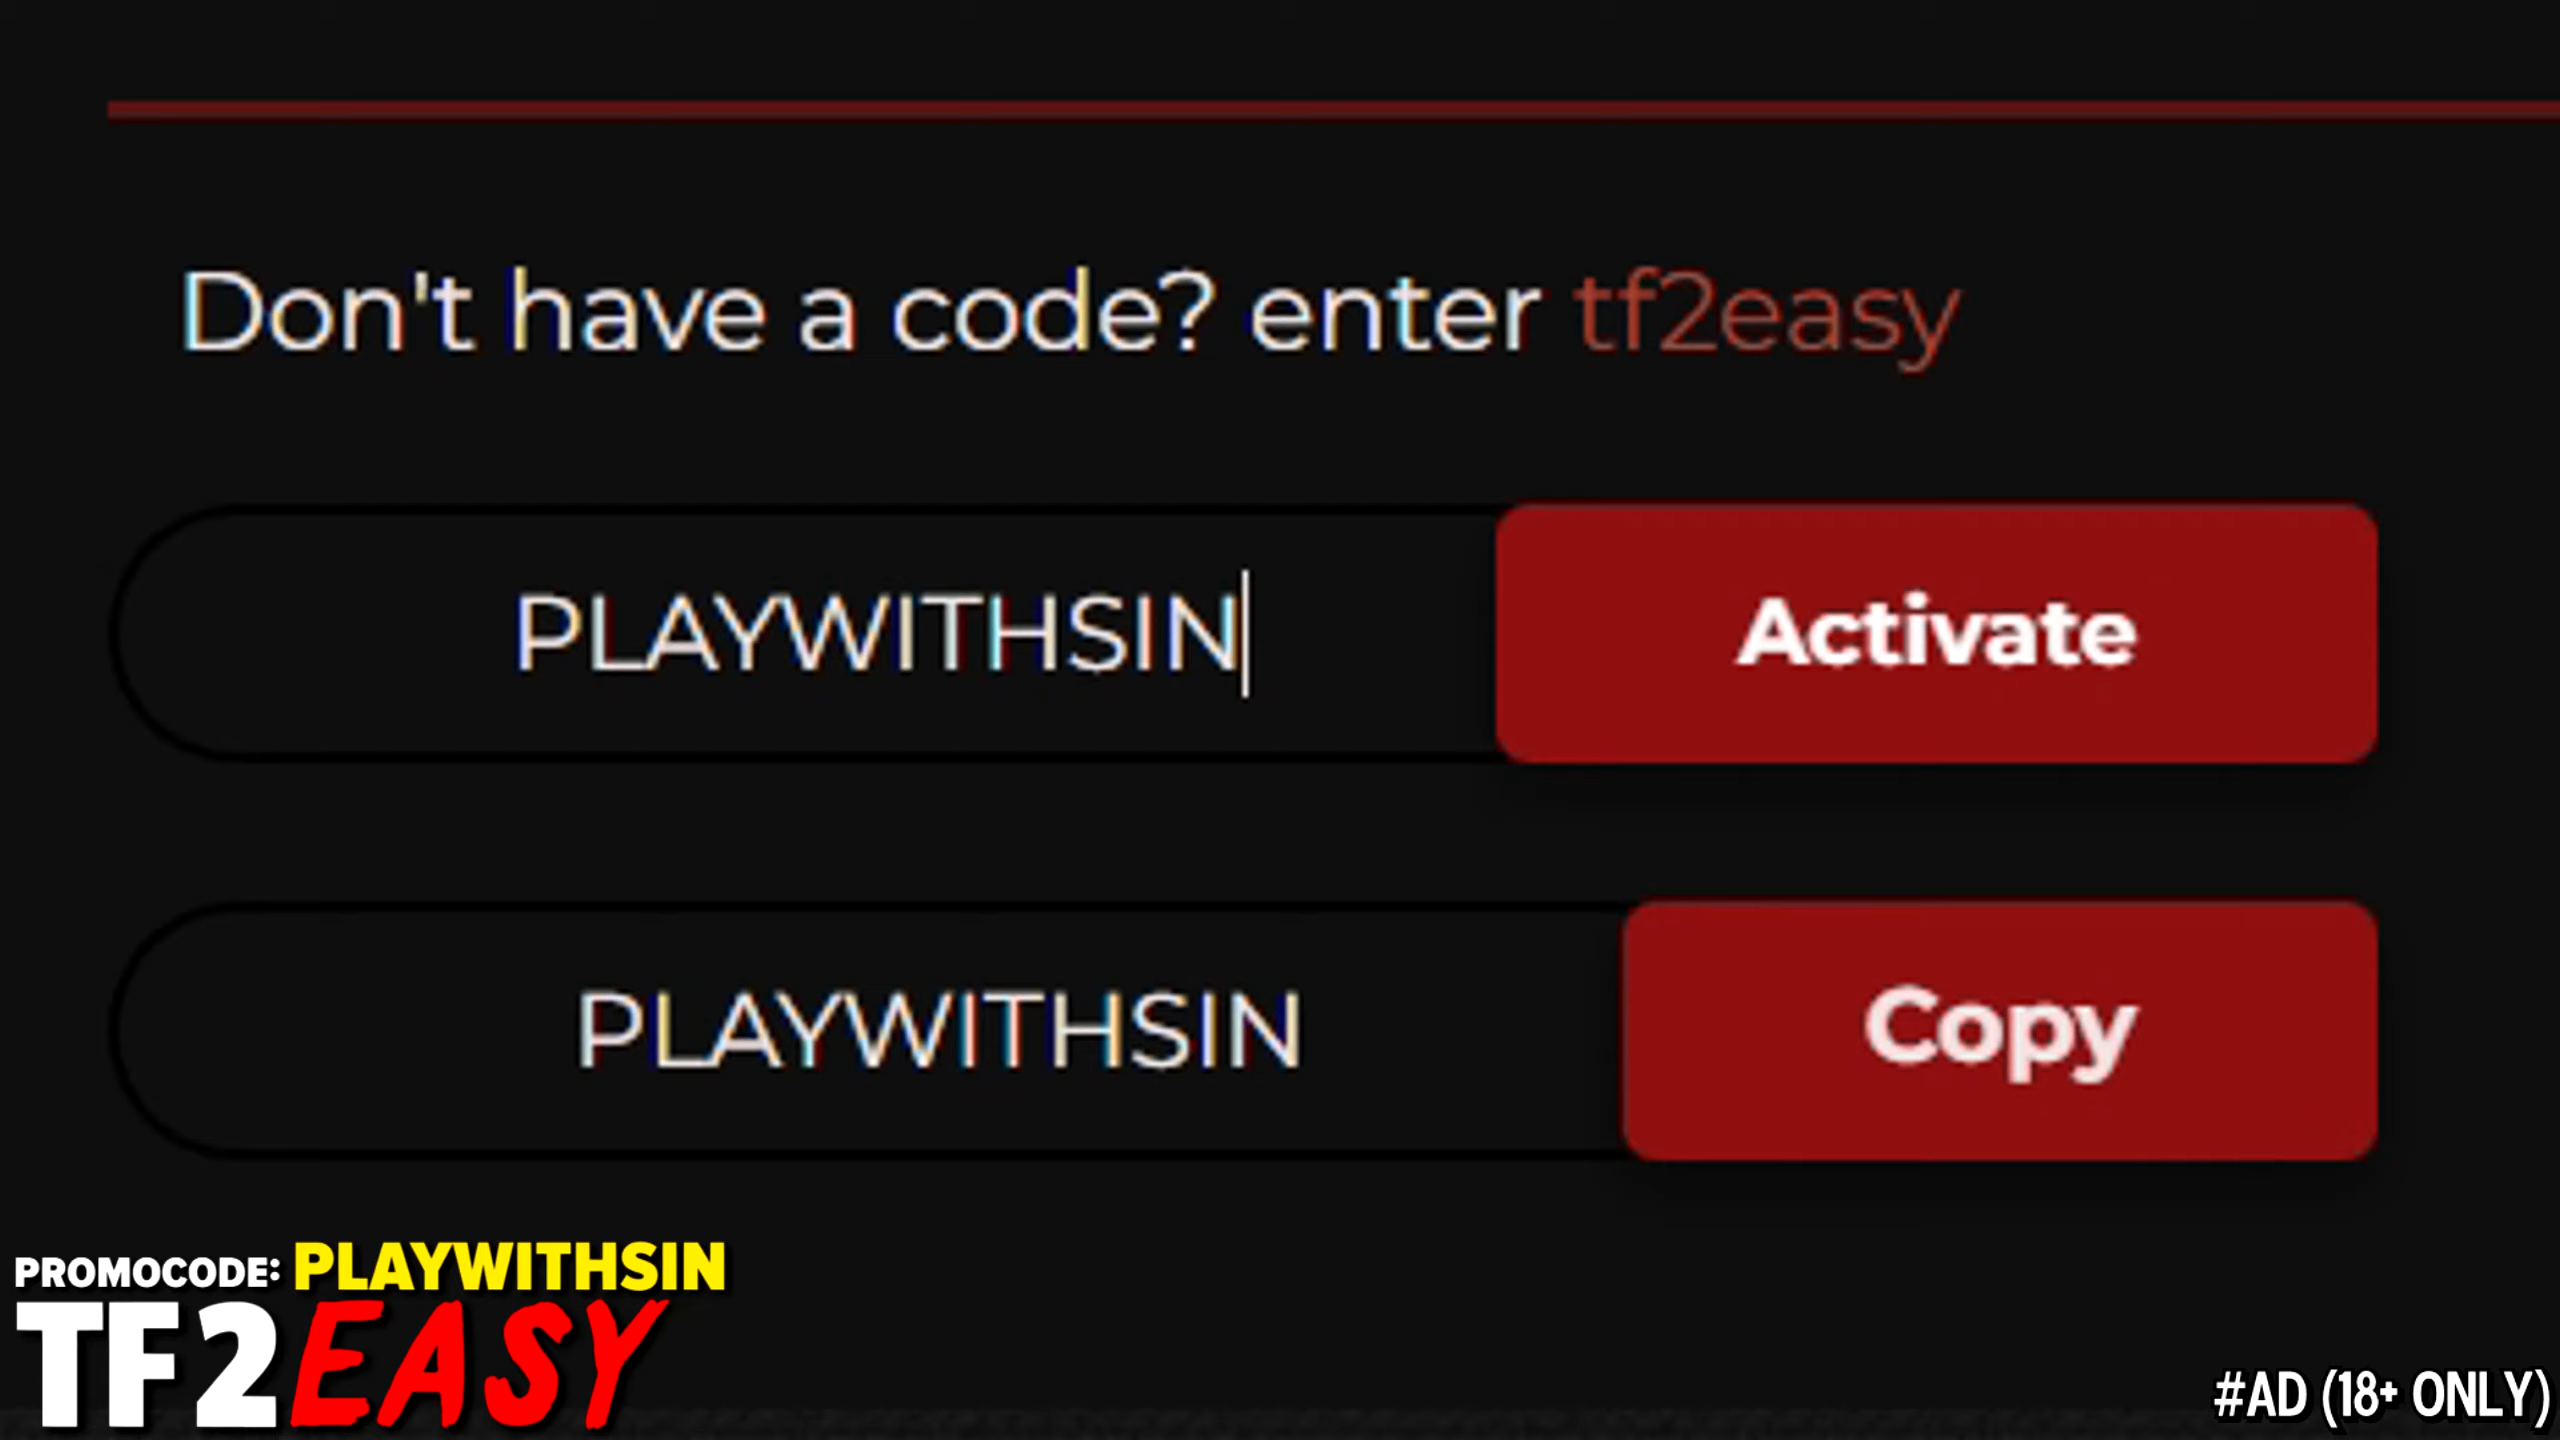 Don't have a code? enter tf2easy
PLAYWITHSIN Activate
PLAYWITHSIN Copy
PROMOCODE: PLAYWITHSIN
TF2EASY
#AD (18+ ONLY)